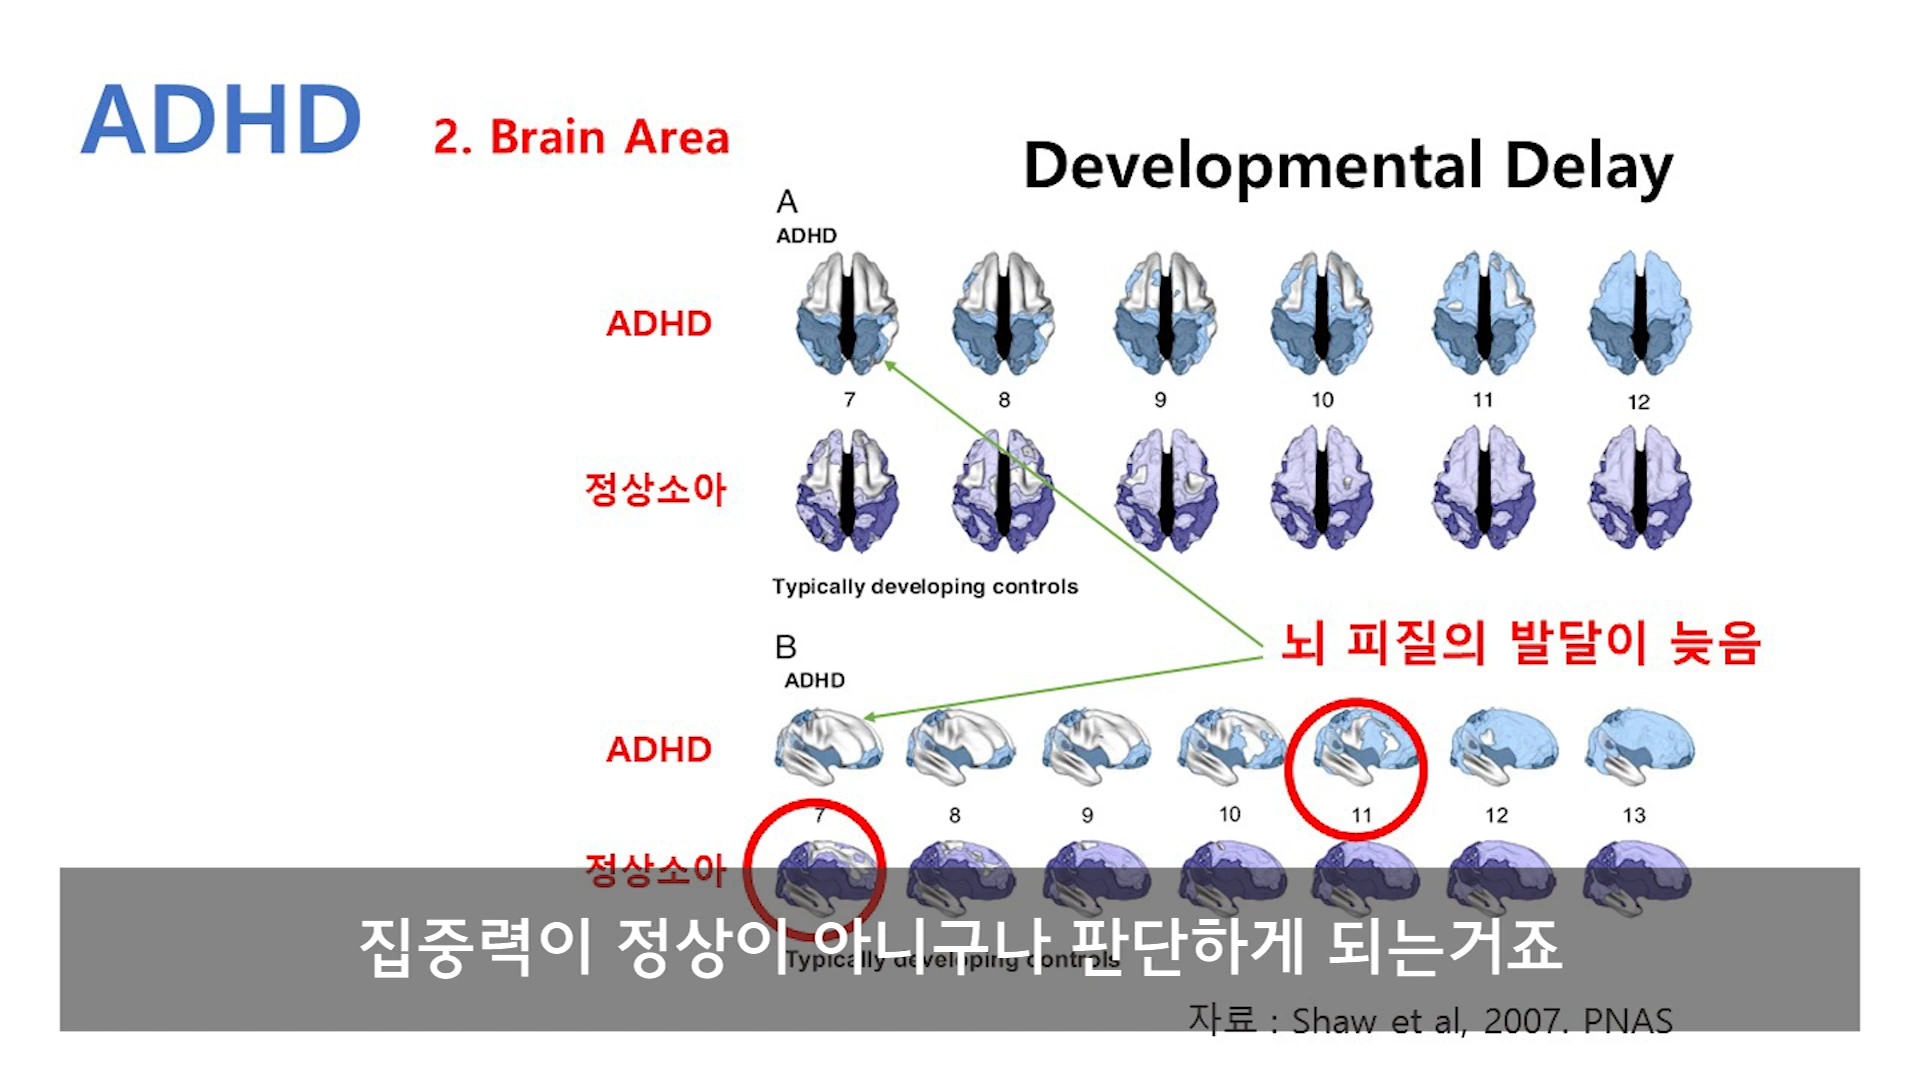 ADHD
2. Brain Area
Developmental Delay
A
ADHD
ADHD
7 8 9 10 11 12
정상소아
Typically developing controls
뇌 피질의 발달이 늦음
B
ADHD
ADHD
7 8 9 10 11 12 13
정상소아
집중력이 정상이 아니구나 판단하게 되는거죠
Typically developing controls
자료 : Shaw et al, 2007. PNAS